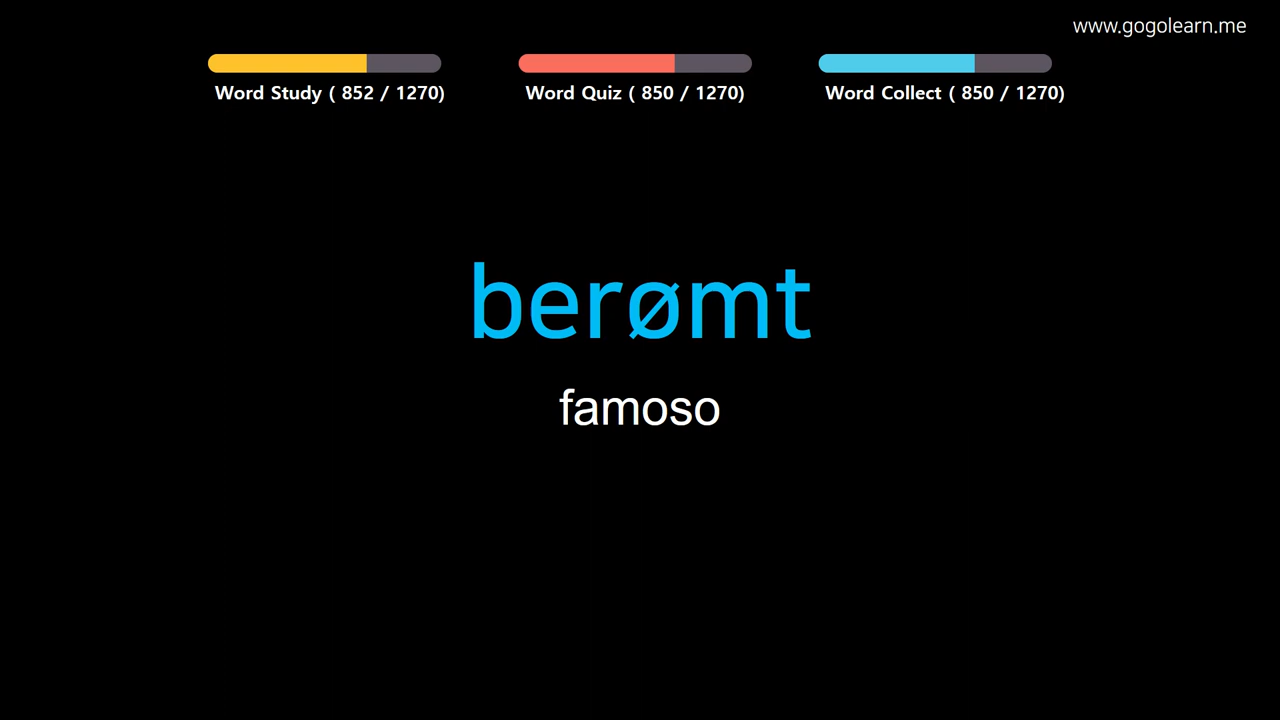 www.gogolearn.me
Word Study ( 852 / 1270)
Word Quiz ( 850 / 1270)
Word Collect ( 850 / 1270)
berømt
famoso